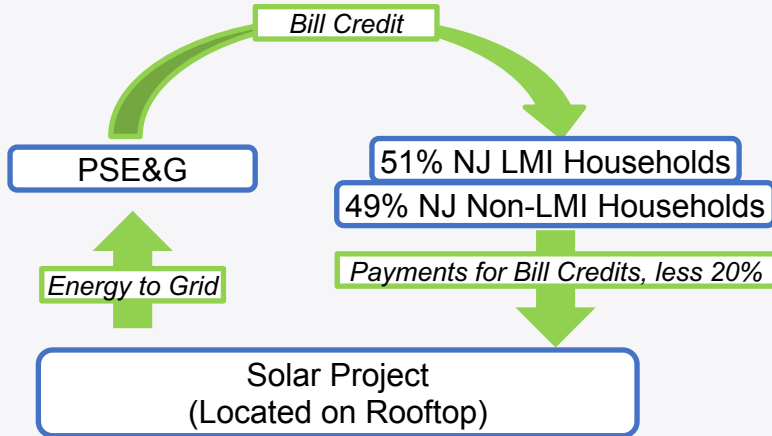 Bill Credit
PSE&G
51% NJ LMI Households
49% NJ Non-LMI Households
Energy to Grid
Payments for Bill Credits, less 20%
Solar Project
(Located on Rooftop)